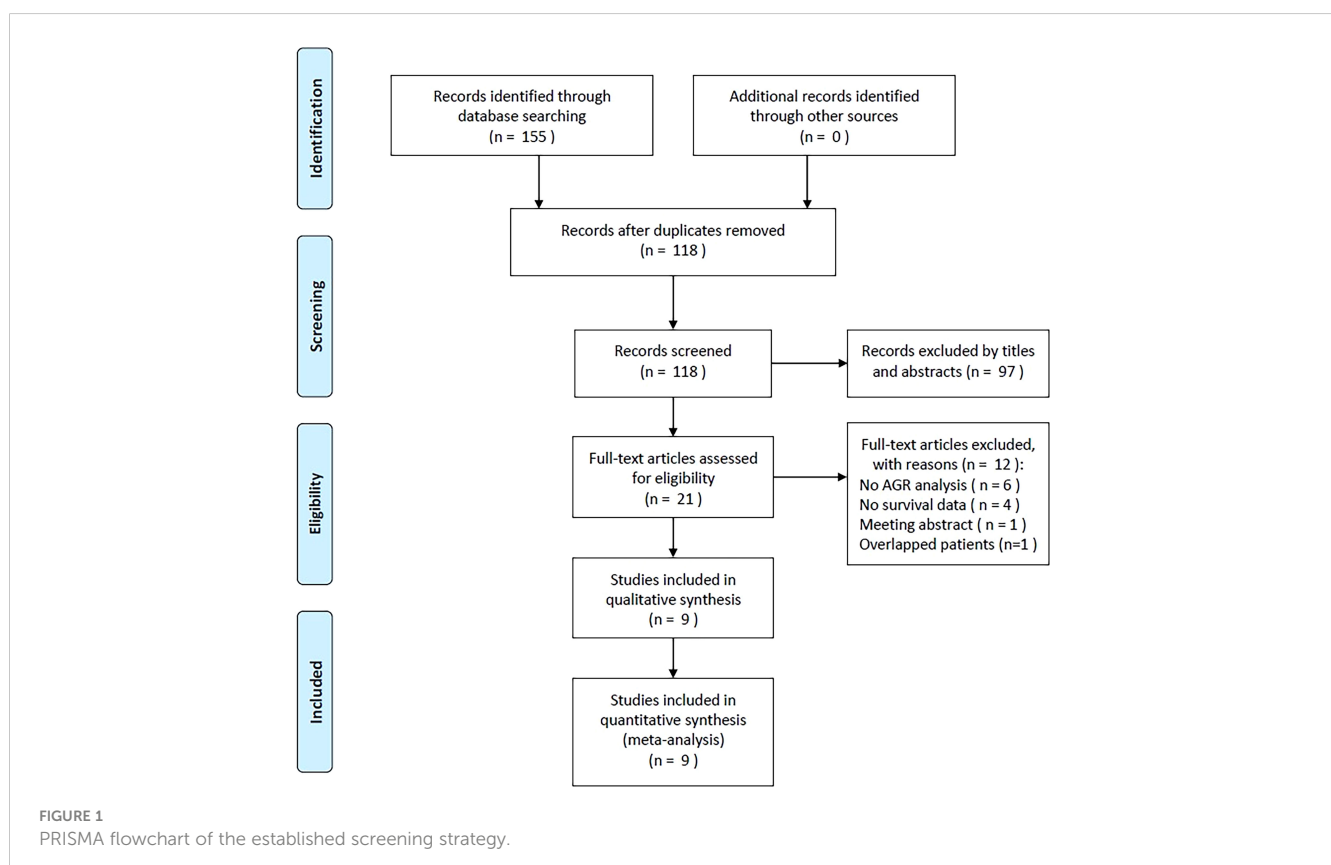 Identification
Records identified through
database searching
(n = 155 )
Additional records identified
through other sources
(n = 0 )
Screening
Records after duplicates removed
(n = 118 )
Records screened
(n = 118 )
Records excluded by titles
and abstracts (n = 97 )
Eligibility
Full-text articles assessed
for eligibility
(n = 21 )
Full-text articles excluded,
with reasons (n = 12 ):
No AGR analysis ( n = 6 )
No survival data ( n = 4 )
Meeting abstract ( n = 1 )
Overlapped patients (n=1 )
Studies included in
qualitative synthesis
(n = 9 )
Included
Studies included in
quantitative synthesis
(meta-analysis)
(n = 9 )
FIGURE 1
PRISMA flowchart of the established screening strategy.